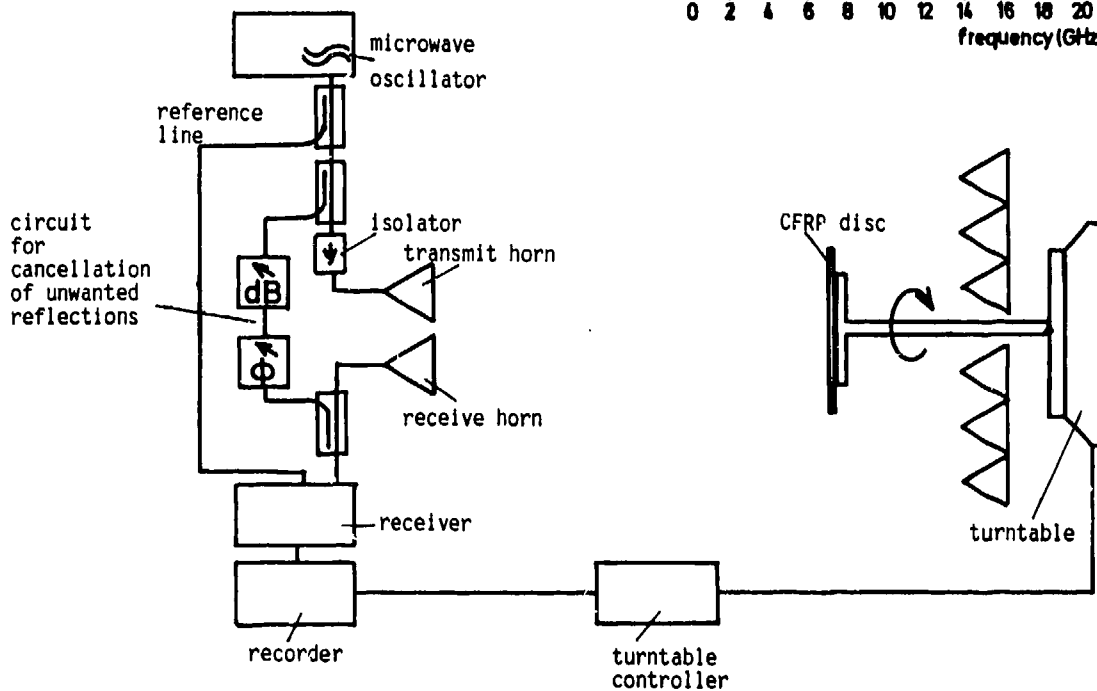 0 2 4 6 8 10 12 14 16 18 20
frequency (GHz
microwave
oscillator
reference
line
circuit
for
cancellation
of unwanted
reflections
isolator
transmit horn
dB
Φ
receive horn
CFRP disc
turntable
receiver
recorder
turntable
controller